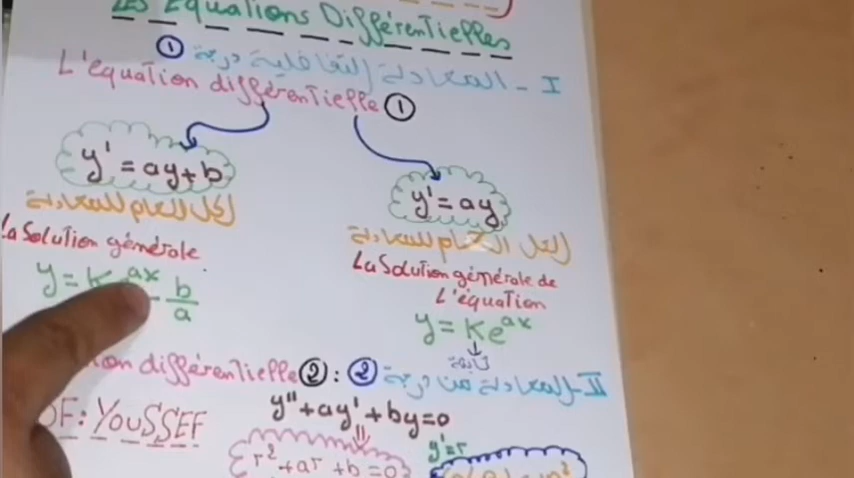 Les Equations Différentielles
I - المعادلة التفاضلية درجة ①
L'équation différentielle ①
y' = ay + b
y' = ay
الحل العام للمعادلة
La Solution générale
الحل العام للمعادلة
La Solution générale de
L'équation
y = Ke^ax
ثابتة
différentielle ② :
II - المعادلة من درجة ②
y'' + ay' + by = 0
OF: YOUSSEF
y' = r
r² + ar + b = 0